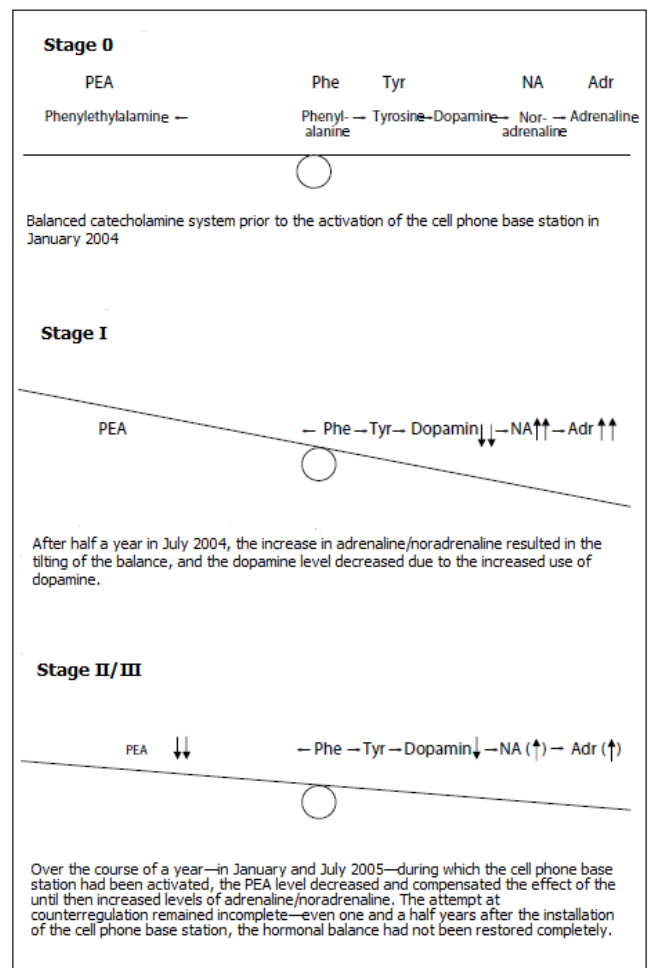 Stage 0
PEA Phe Tyr NA Adr
Phenylethylalamine ← Phenyl- → Tyrosine→Dopamine→ Nor- → Adrenaline
alanine adrenaline
Balanced catecholamine system prior to the activation of the cell phone base station in
January 2004
Stage I
PEA ← Phe →Tyr→ Dopamin↓↓→NA↑↑→Adr↑↑
After half a year in July 2004, the increase in adrenaline/noradrenaline resulted in the
tilting of the balance, and the dopamine level decreased due to the increased use of
dopamine.
Stage II/III
PEA ↓↓ ←Phe →Tyr→Dopamin↓→NA (↑)→ Adr (↑)
Over the course of a year—in January and July 2005—during which the cell phone base
station had been activated, the PEA level decreased and compensated the effect of the
until then increased levels of adrenaline/noradrenaline. The attempt at
counterregulation remained incomplete—even one and a half years after the installation
of the cell phone base station, the hormonal balance had not been restored completely.